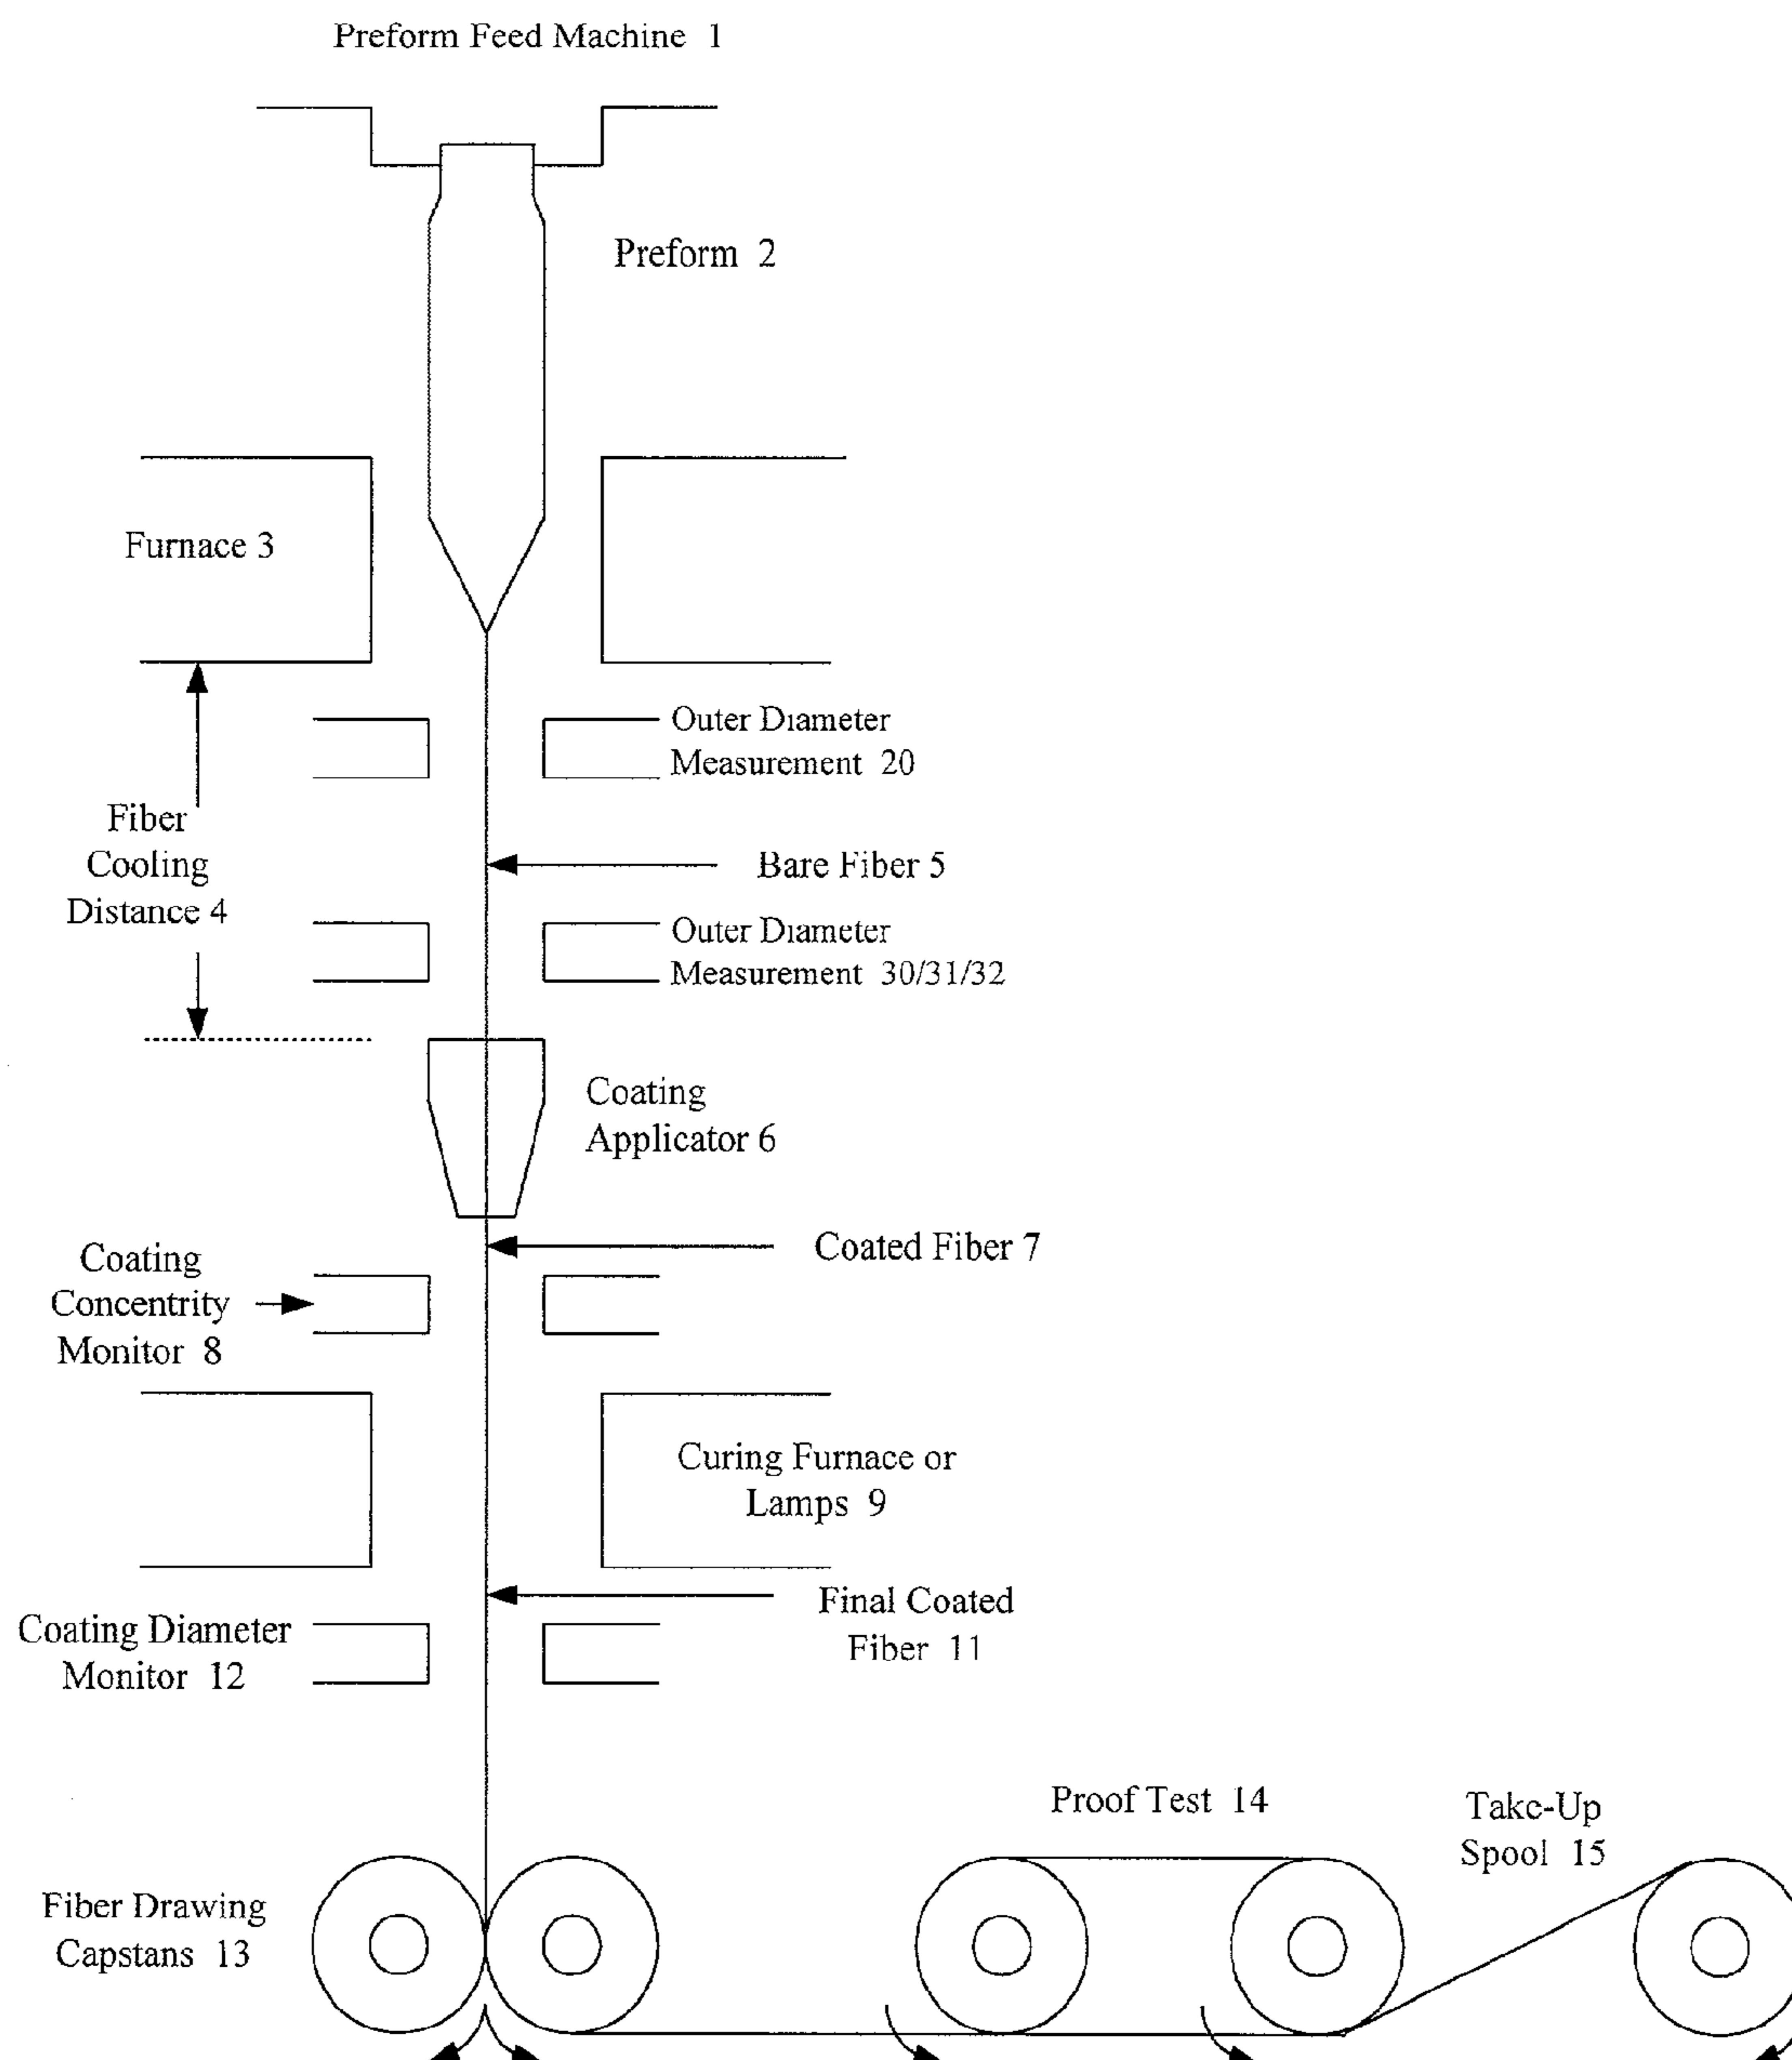 Preform Feed Machine 1
Preform 2
Furnace 3
Outer Diameter
Measurement 20
Fiber
Cooling
Distance 4
Bare Fiber 5
Outer Diameter
Measurement 30/31/32
Coating
Applicator 6
Coated Fiber 7
Coating
Concentrity
Monitor 8
Curing Furnace or
Lamps 9
Final Coated
Fiber 11
Coating Diameter
Monitor 12
Proof Test 14
Take-Up
Spool 15
Fiber Drawing
Capstans 13